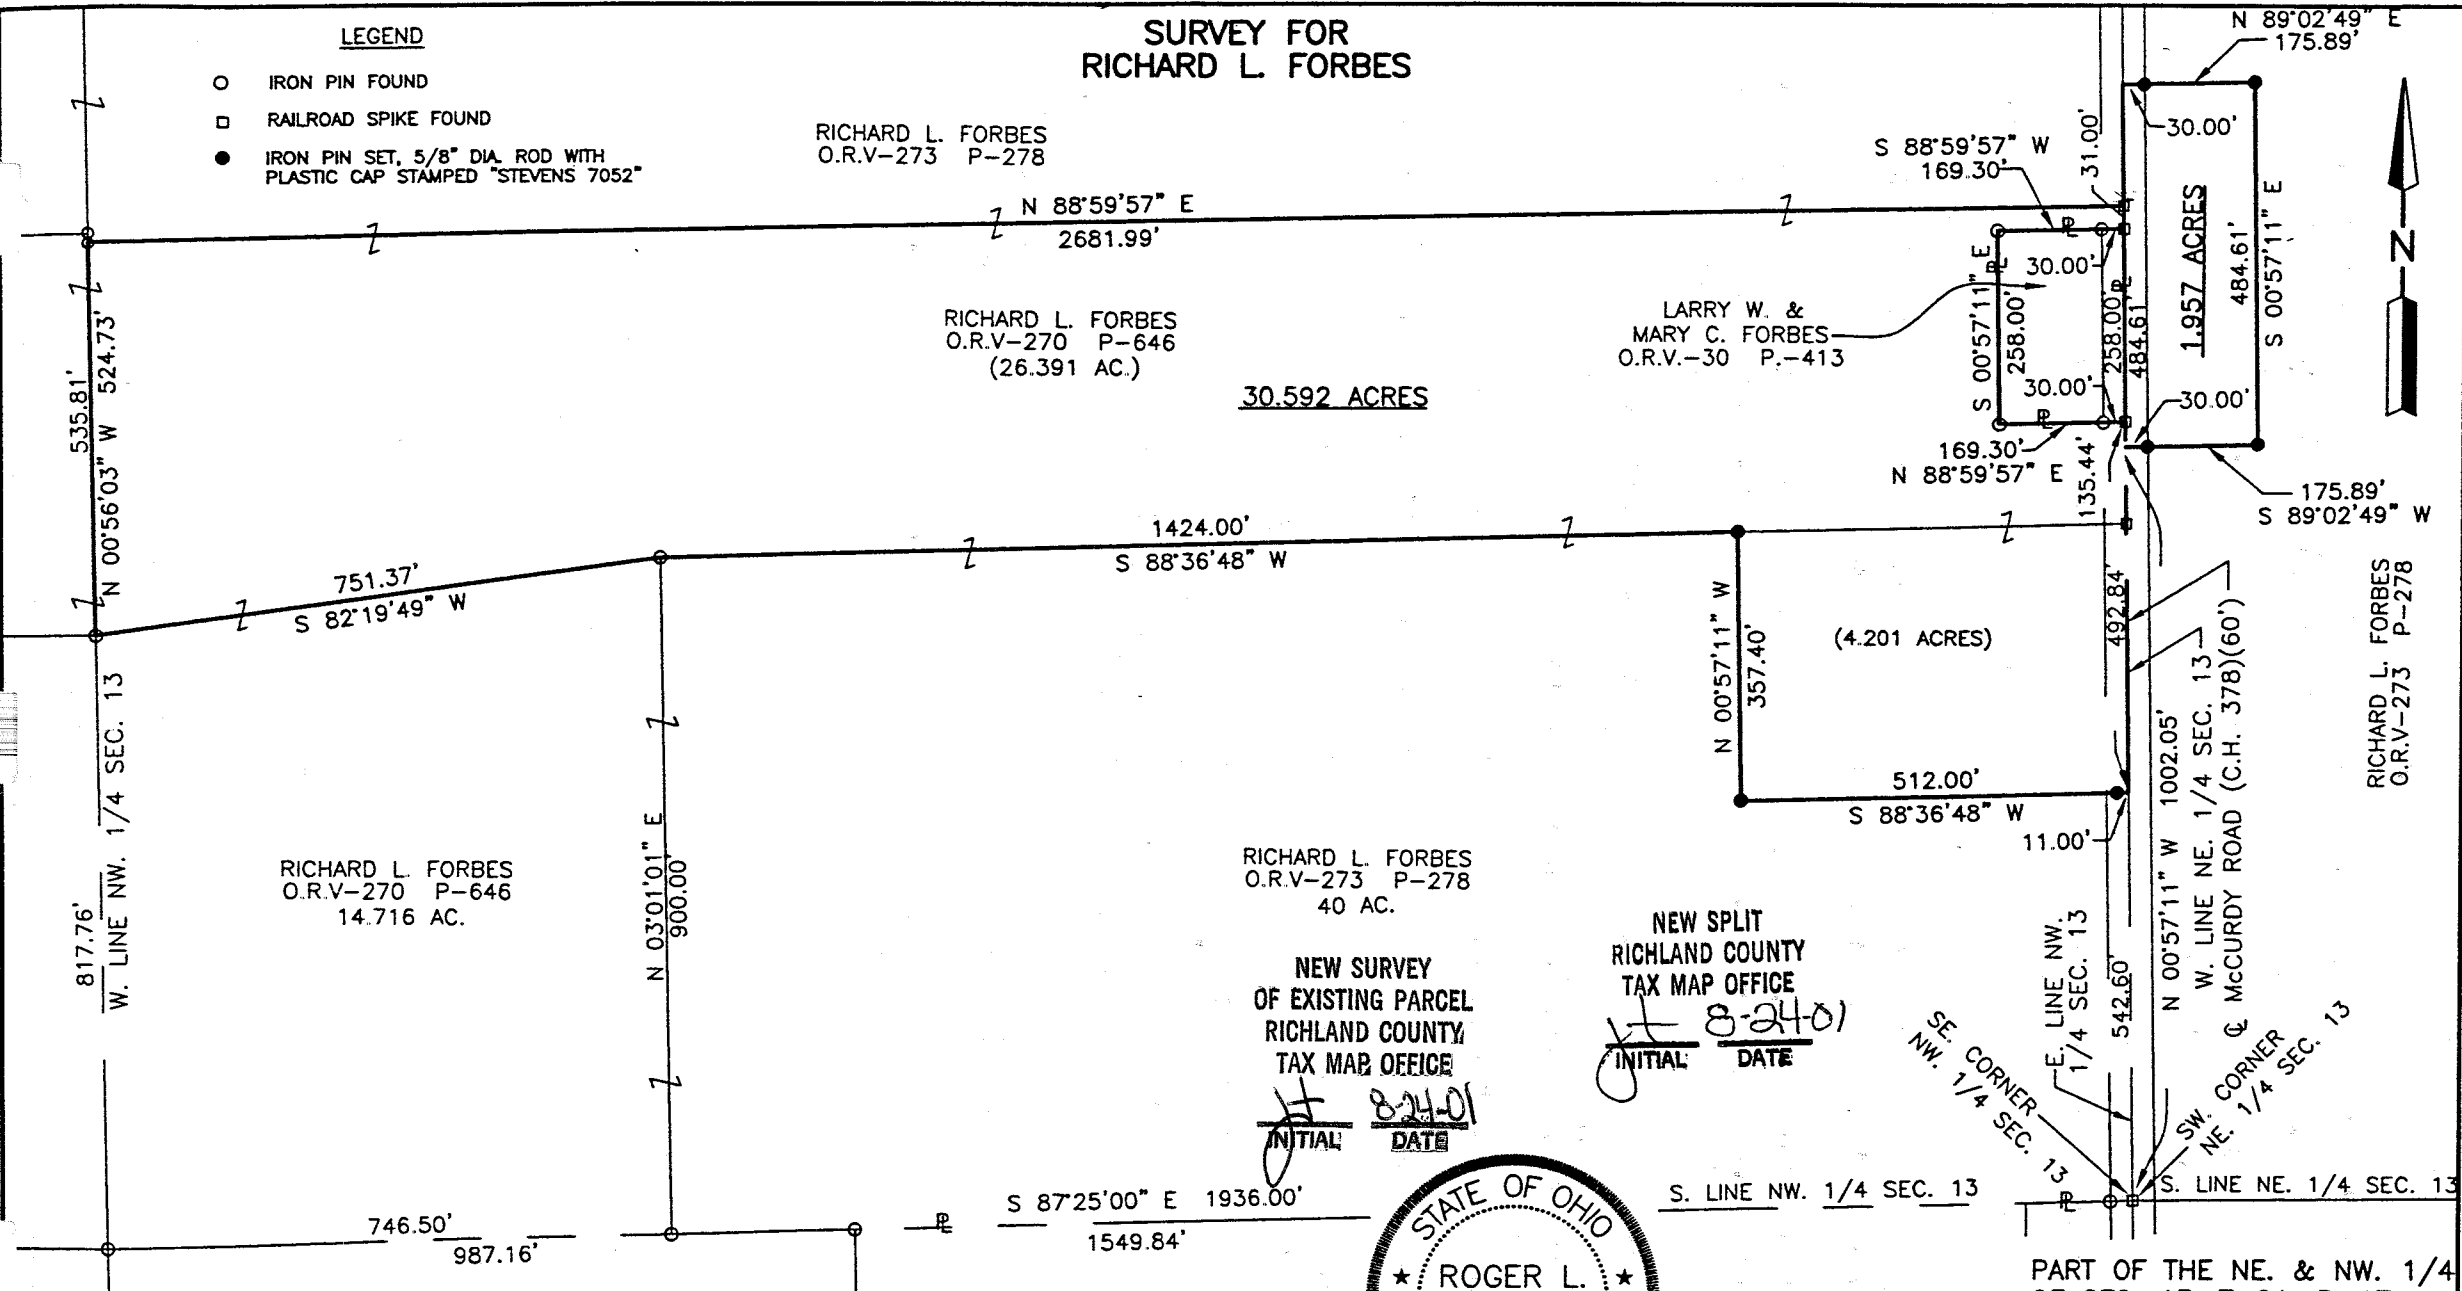 SURVEY FOR
RICHARD L. FORBES
LEGEND
IRON PIN FOUND
RAILROAD SPIKE FOUND
IRON PIN SET, 5/8" DIA. ROD WITH
PLASTIC CAP STAMPED "STEVENS 7052"
RICHARD L. FORBES
O.R.V-273 P-278
N 89°02'49" E
175.89'
30.00'
31.00'
S 88°59'57" W
169.30'
N 88°59'57" E
2681.99'
1.957 ACRES
484.61'
S 00°57'11" E
N
RICHARD L. FORBES
O.R.V-270 P-646
(26.391 AC.)
30.592 ACRES
LARRY W. &
MARY C. FORBES
O.R.V.-30 P.-413
S 00°57'11" E
258.00'
30.00'
30.00'
258.00'
484.61'
30.00'
169.30'
N 88°59'57" E
135.44'
175.89'
S 89°02'49" W
535.81'
N 00°56'03" W 524.73'
751.37'
S 82°19'49" W
1424.00'
S 88°36'48" W
N 00°57'11" W
357.40'
(4.201 ACRES)
492.84'
512.00'
S 88°36'48" W
11.00'
RICHARD L. FORBES
O.R.V-273 P-278
N 00°57'11" W 1002.05'
W. LINE NE. 1/4 SEC. 13
℄ McCURDY ROAD (C.H. 378)(60')
817.76'
W. LINE NW. 1/4 SEC. 13
RICHARD L. FORBES
O.R.V-270 P-646
14.716 AC.
N 03°01'01" E
900.00'
RICHARD L. FORBES
O.R.V-273 P-278
40 AC.
NEW SURVEY
OF EXISTING PARCEL
RICHLAND COUNTY
TAX MAP OFFICE
8-24-01
INITIAL DATE
NEW SPLIT
RICHLAND COUNTY
TAX MAP OFFICE
8-24-01
INITIAL DATE
E. LINE NW.
1/4 SEC. 13
542.60'
SE. CORNER
NW. 1/4 SEC. 13
SW. CORNER
NE. 1/4 SEC. 13
S. LINE NW. 1/4 SEC. 13
S. LINE NE. 1/4 SEC. 13
746.50'
987.16'
S 87°25'00" E 1936.00'
1549.84'
STATE OF OHIO
ROGER L.
PART OF THE NE. & NW. 1/4